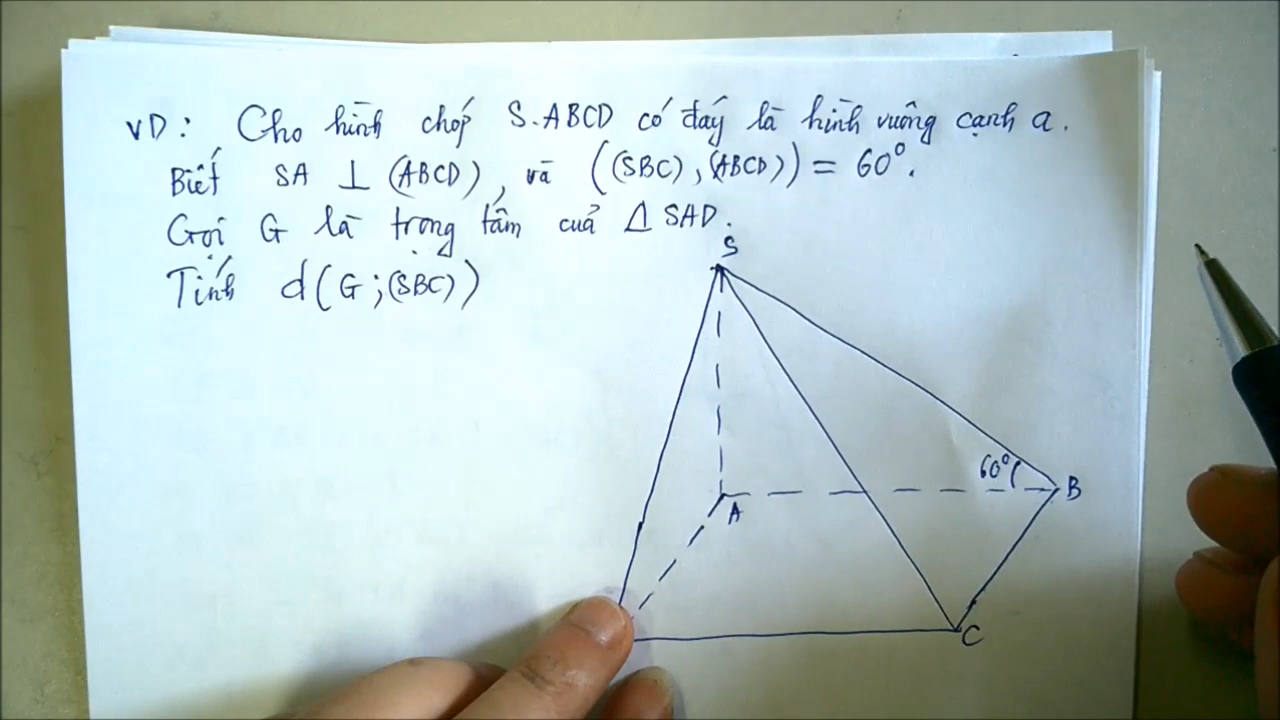 VD: Cho hình chóp S.ABCD có đáy là hình vuông cạnh a.
Biết SA ⊥ (ABCD), và ((SBC), (ABCD)) = 60°.
Gọi G là trọng tâm của Δ SAD.
Tính d(G; (SBC))
S
60°
B
A
C